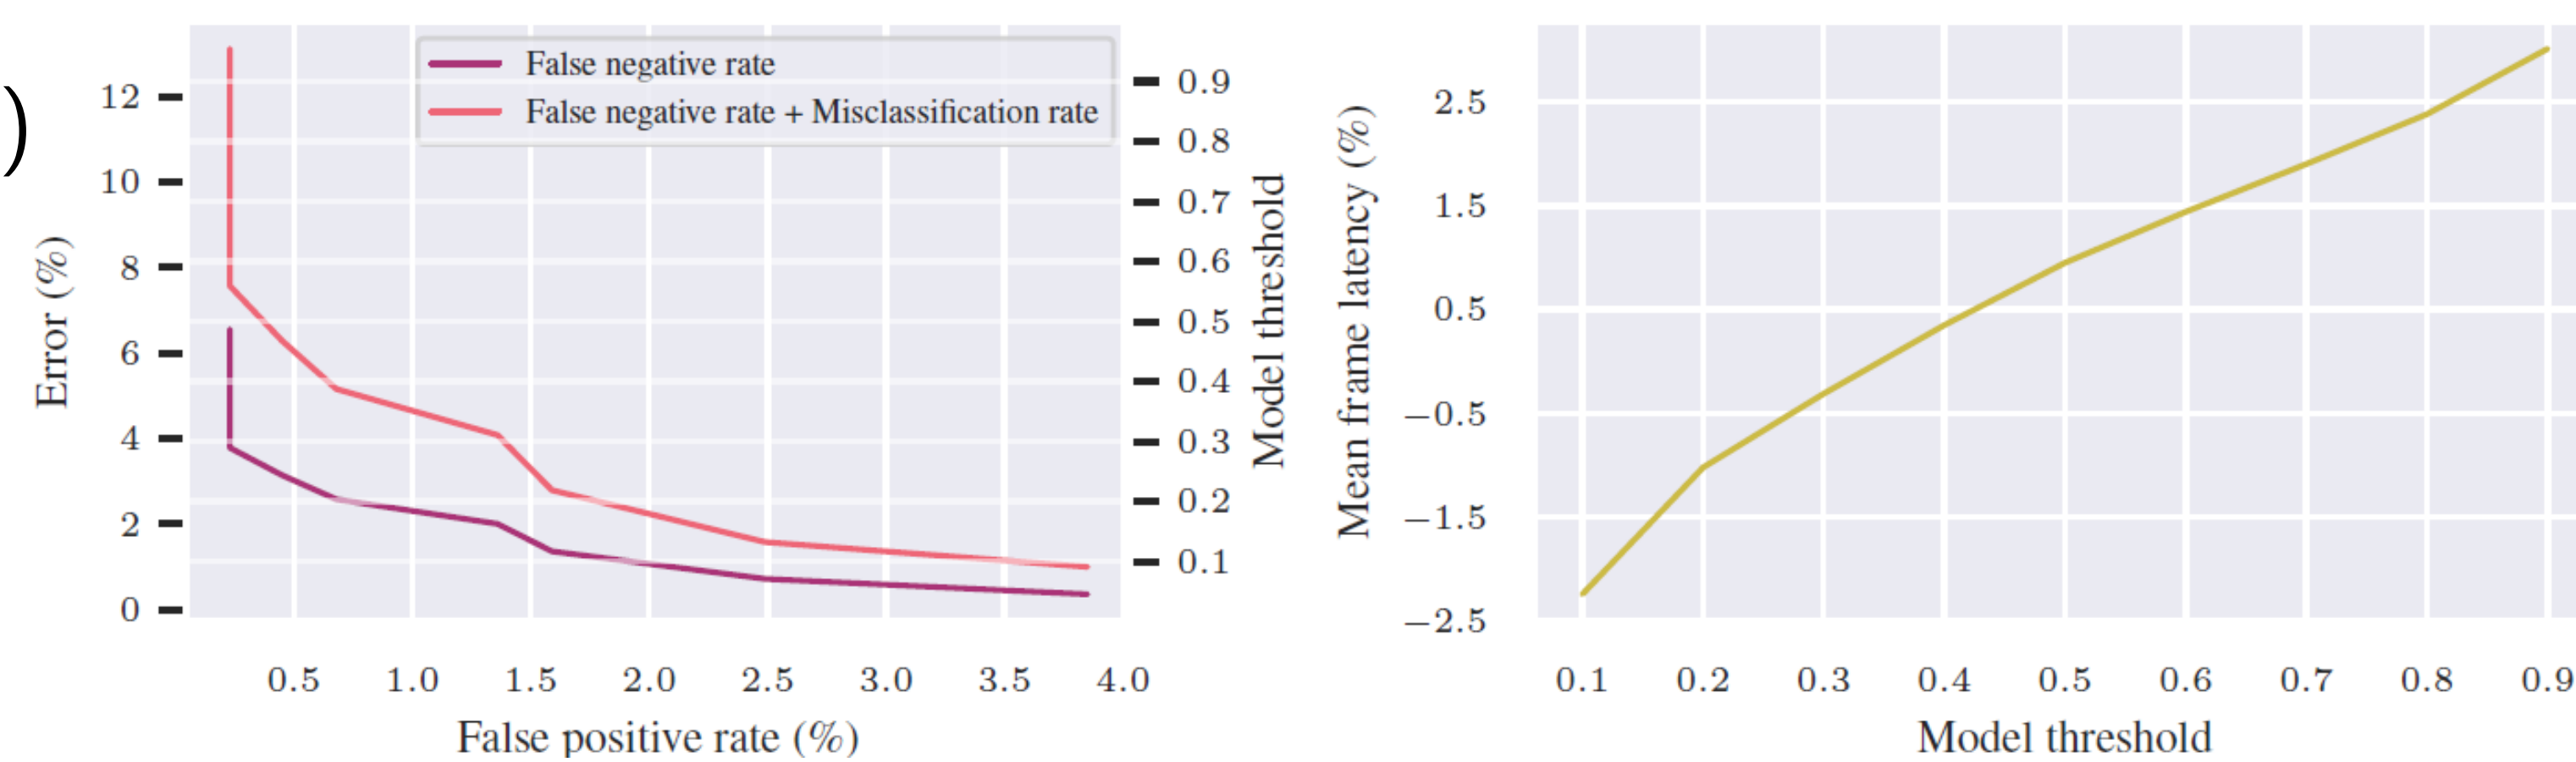 )
False negative rate
False negative rate + Misclassification rate
12
10
8
6
4
2
0
Error (%)
0.9
0.8
0.7
0.6
0.5
0.4
0.3
0.2
0.1
Model threshold
0.5 1.0 1.5 2.0 2.5 3.0 3.5 4.0
False positive rate (%)
Mean frame latency (%)
2.5
1.5
0.5
−0.5
−1.5
−2.5
0.1 0.2 0.3 0.4 0.5 0.6 0.7 0.8 0.9
Model threshold